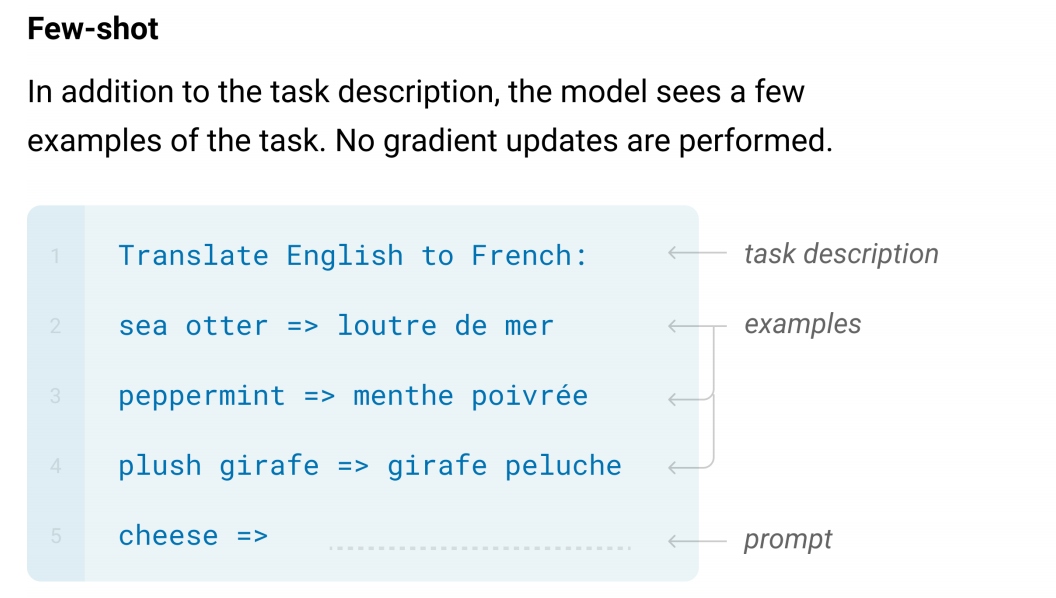 Few-shot
In addition to the task description, the model sees a few
examples of the task. No gradient updates are performed.
1 Translate English to French: task description
2 sea otter => loutre de mer examples
3 peppermint => menthe poivrée
4 plush girafe => girafe peluche
5 cheese => prompt